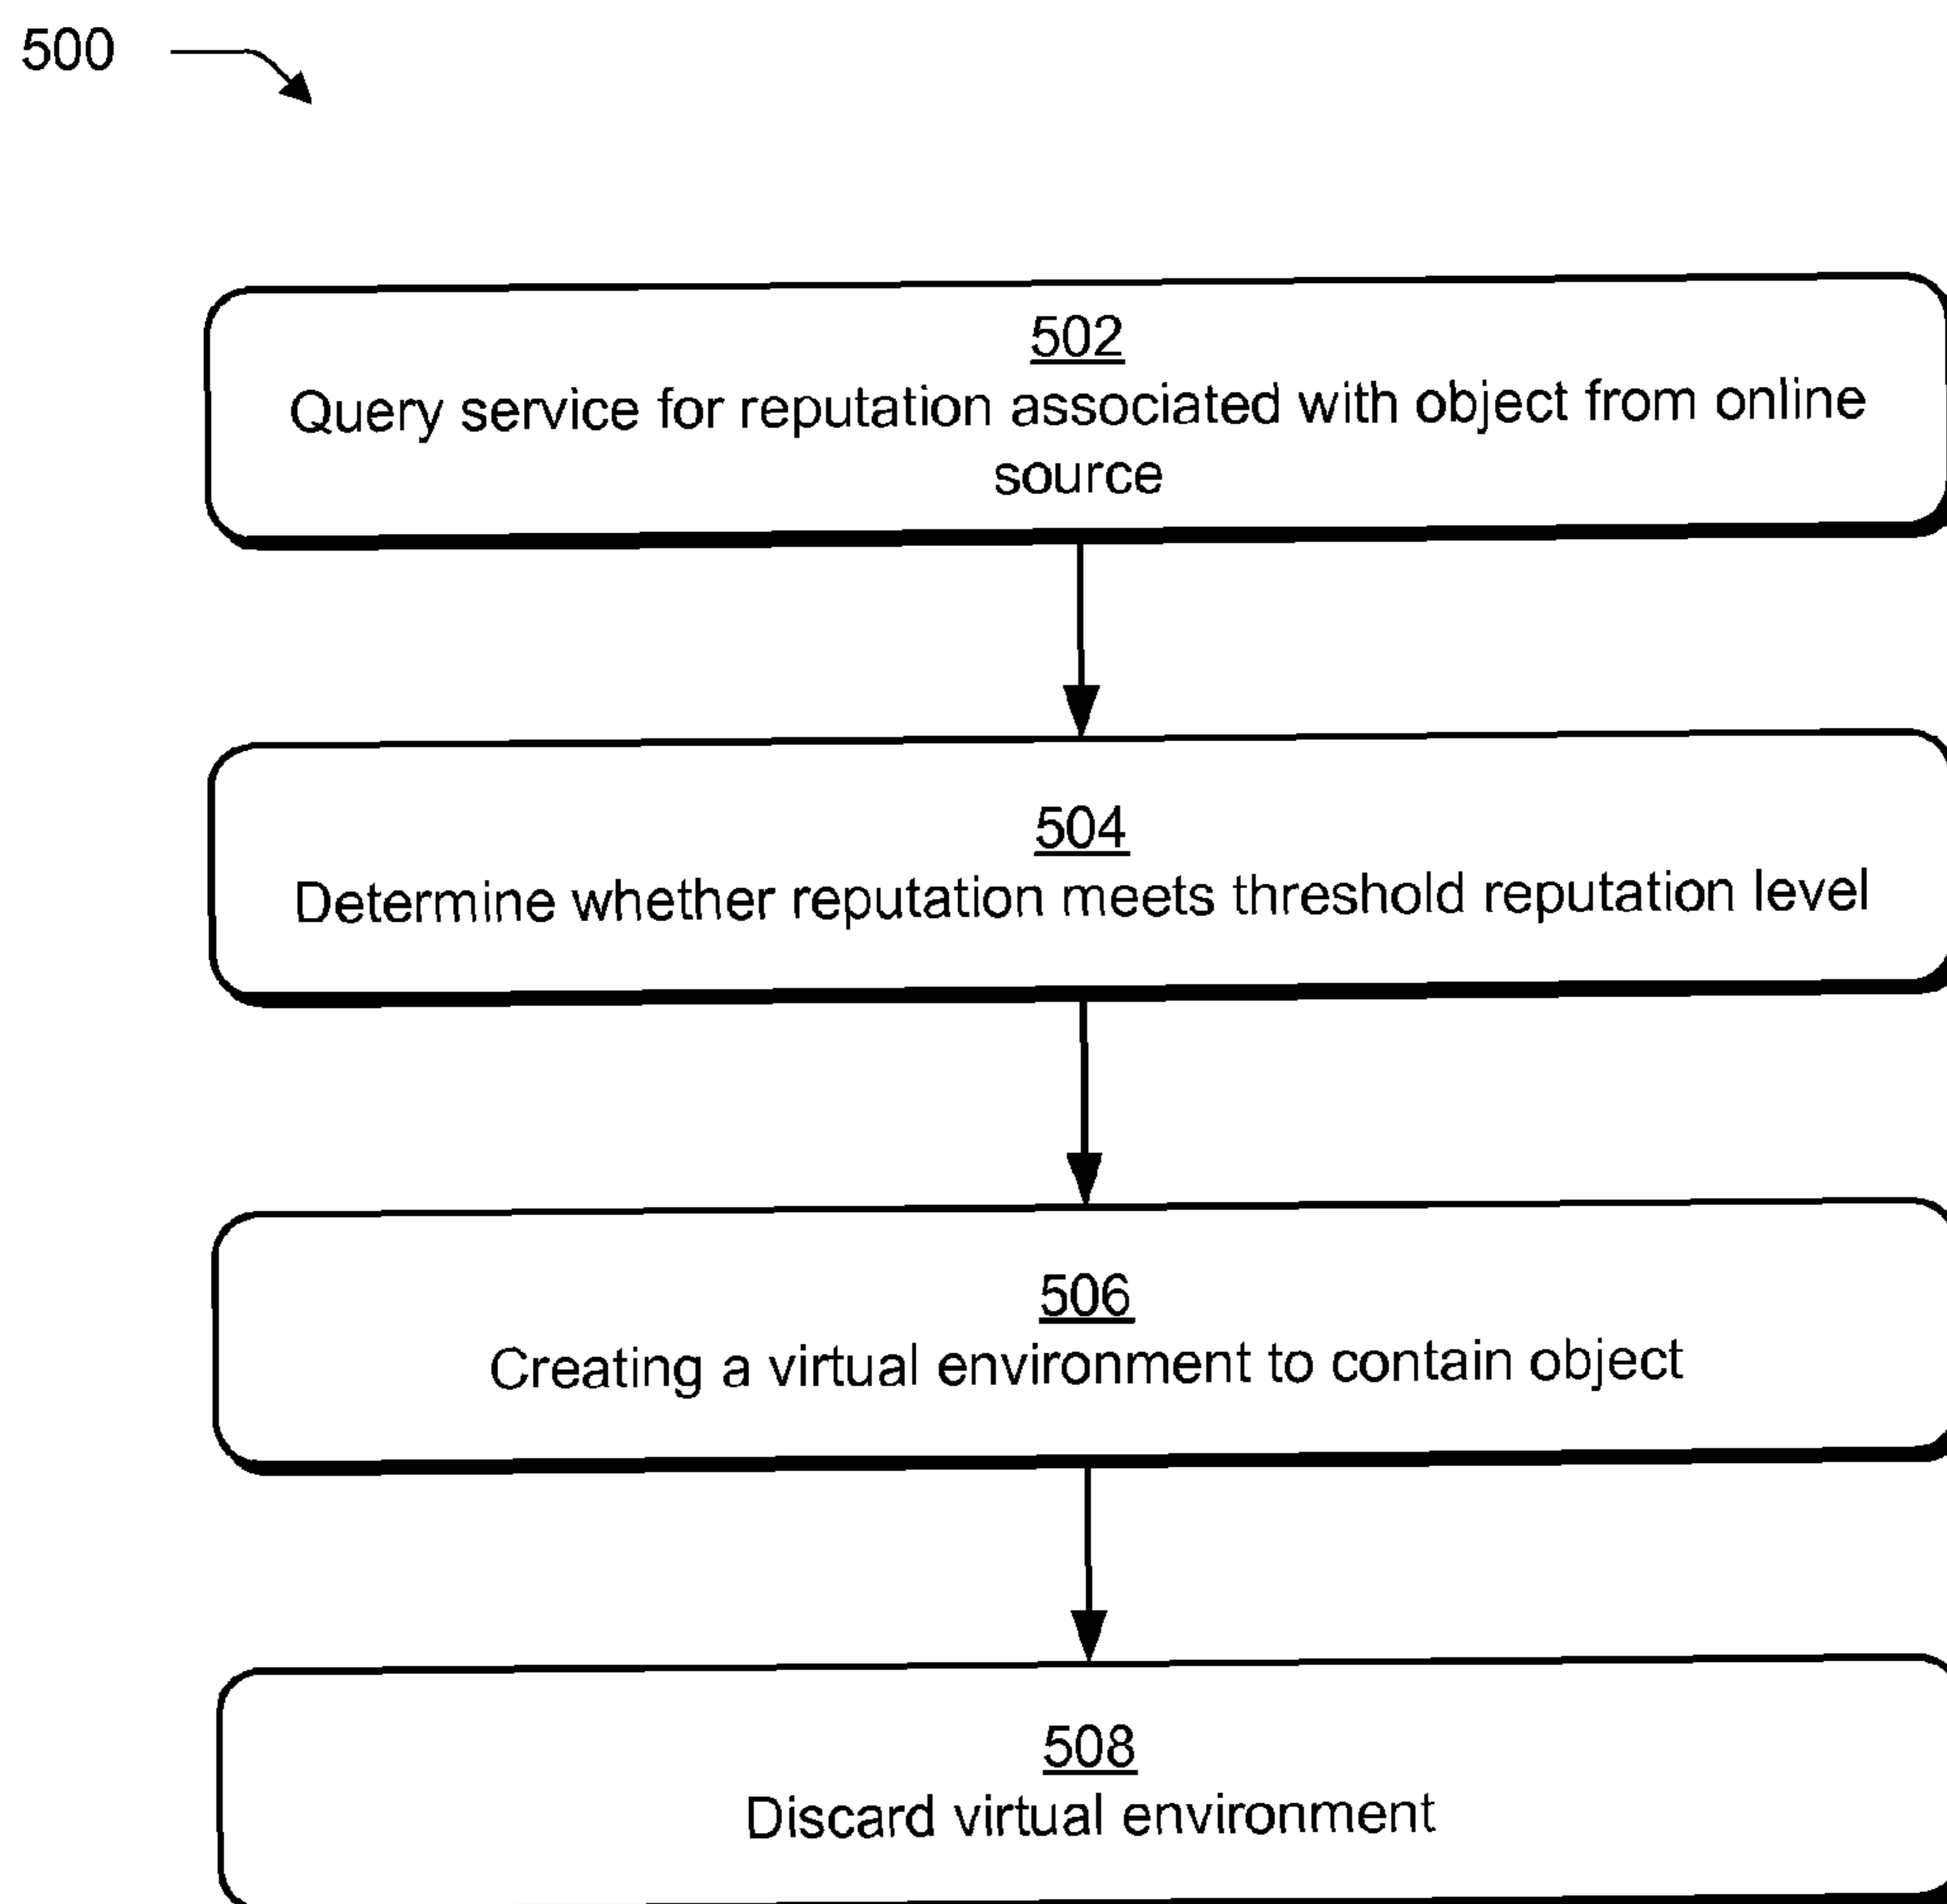 500
502
Query service for reputation associated with object from online
source
504
Determine whether reputation meets threshold reputation level
506
Creating a virtual environment to contain object
508
Discard virtual environment